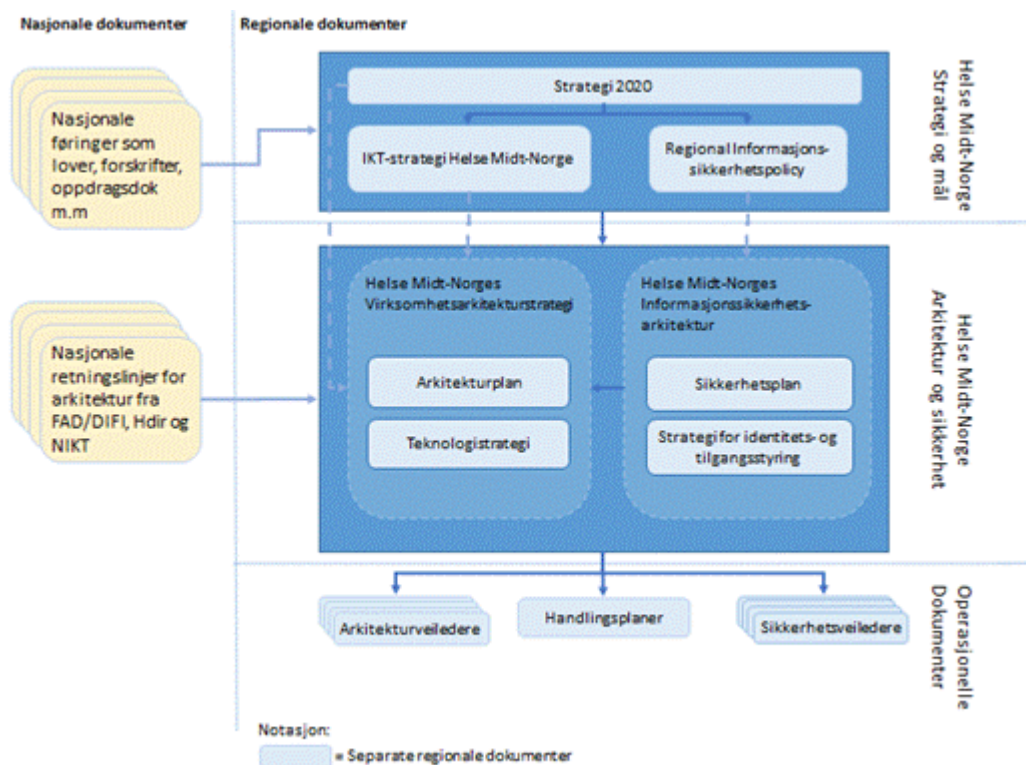 Nasjonale dokumenter
Regionale dokumenter
Nasjonale
føringer som
lover, forskrifter,
oppdragsdok
m.m
Strategi 2020
IKT-strategi Helse Midt-Norge
Regional Informasjons-
sikkerhetspolicy
Helse Midt-Norge
Strategi og mål
Nasjonale
retningslinjer for
arkitektur fra
FAD/DIFI, Hdir og
NIKT
Helse Midt-Norges
Virksomhetsarkitekturstrategi
Arkitekturplan
Teknologistrategi
Helse Midt-Norges
Informasjonssikkerhets-
arkitektur
Sikkerhetsplan
Strategi for identitets- og
tilgangsstyring
Helse Midt-Norge
Arkitektur og sikkerhet
Arkitekturveiledere
Handlingsplaner
Sikkerhetsveiledere
Operasjonelle
Dokumenter
Notasjon:
= Separate regionale dokumenter